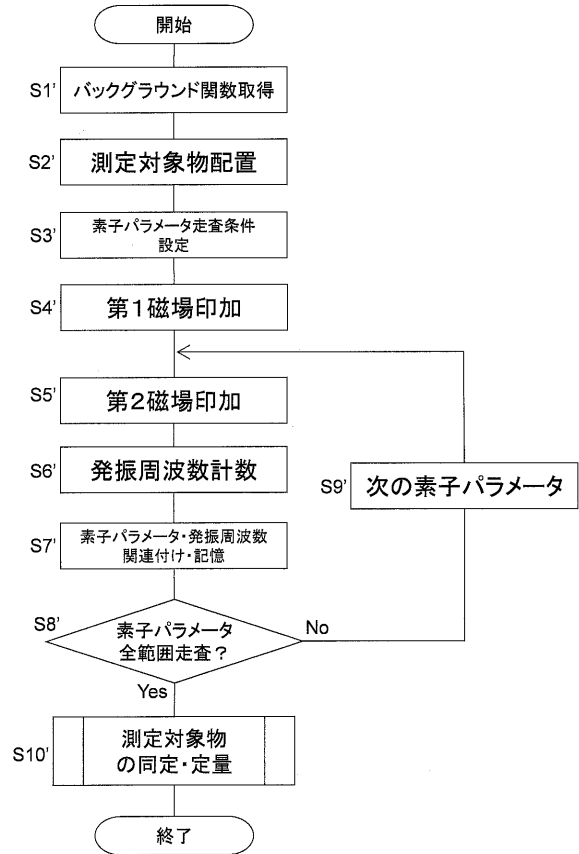 開始
S1' バックグラウンド関数取得
S2' 測定対象物配置
S3' 素子パラメータ走査条件
設定
S4' 第1磁場印加
S5' 第2磁場印加
S6' 発振周波数計数
S9' 次の素子パラメータ
S7' 素子パラメータ・発振周波数
関連付け・記憶
S8' 素子パラメータ
全範囲走査?
No
Yes
S10' 測定対象物
の同定・定量
終了